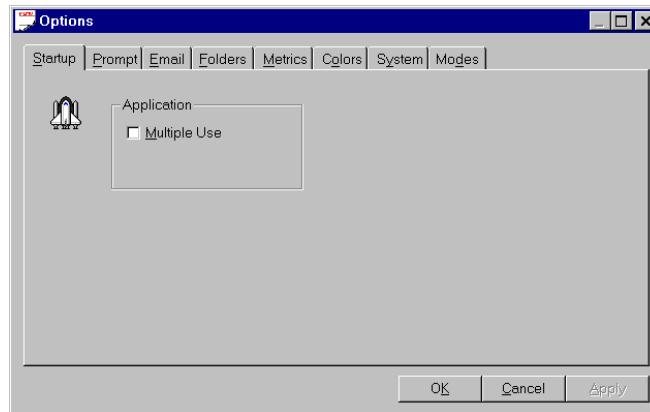 Options
Startup Prompt Email Folders Metrics Colors System Modes
Application
Multiple Use
OK Cancel Apply